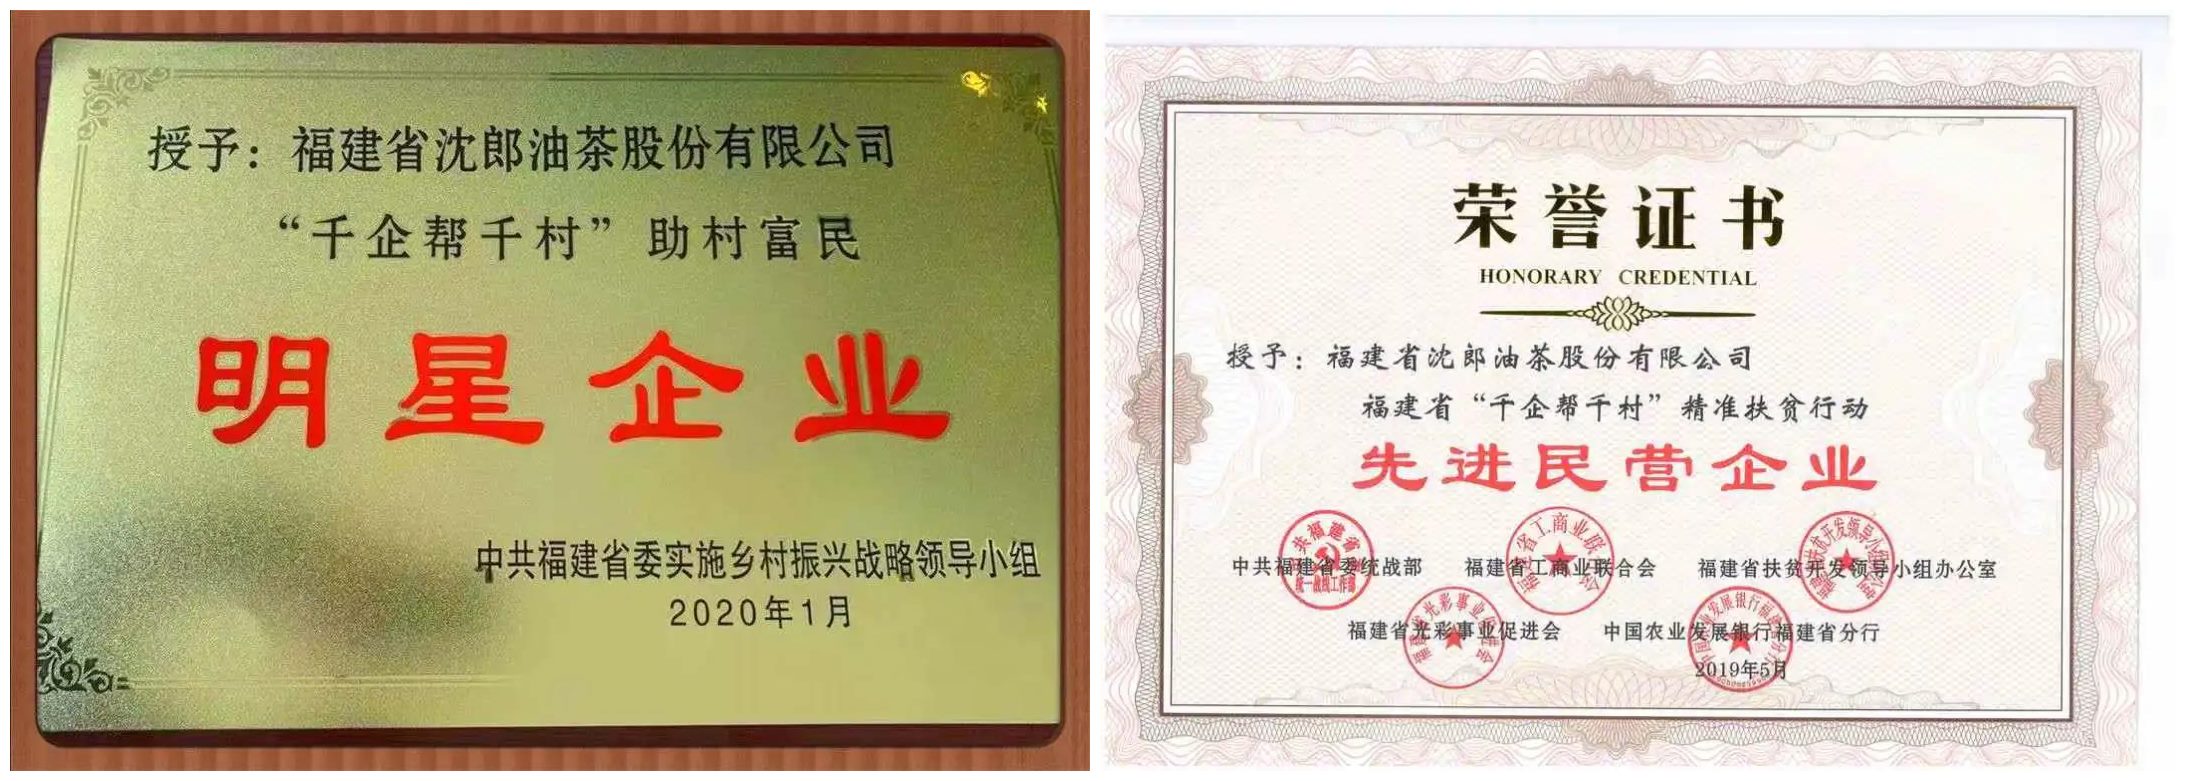 授予：福建省沈郎油茶股份有限公司
“千企帮千村”助村富民
明星企业
中共福建省委实施乡村振兴战略领导小组
2020年1月
荣誉证书
HONORARY CREDENTIAL
授予：福建省沈郎油茶股份有限公司
福建省“千企帮千村”精准扶贫行动
先进民营企业
中共福建省委统战部 福建省工商业联合会 福建省扶贫开发领导小组办公室
福建省光彩事业促进会 中国农业发展银行福建省分行
2019年5月